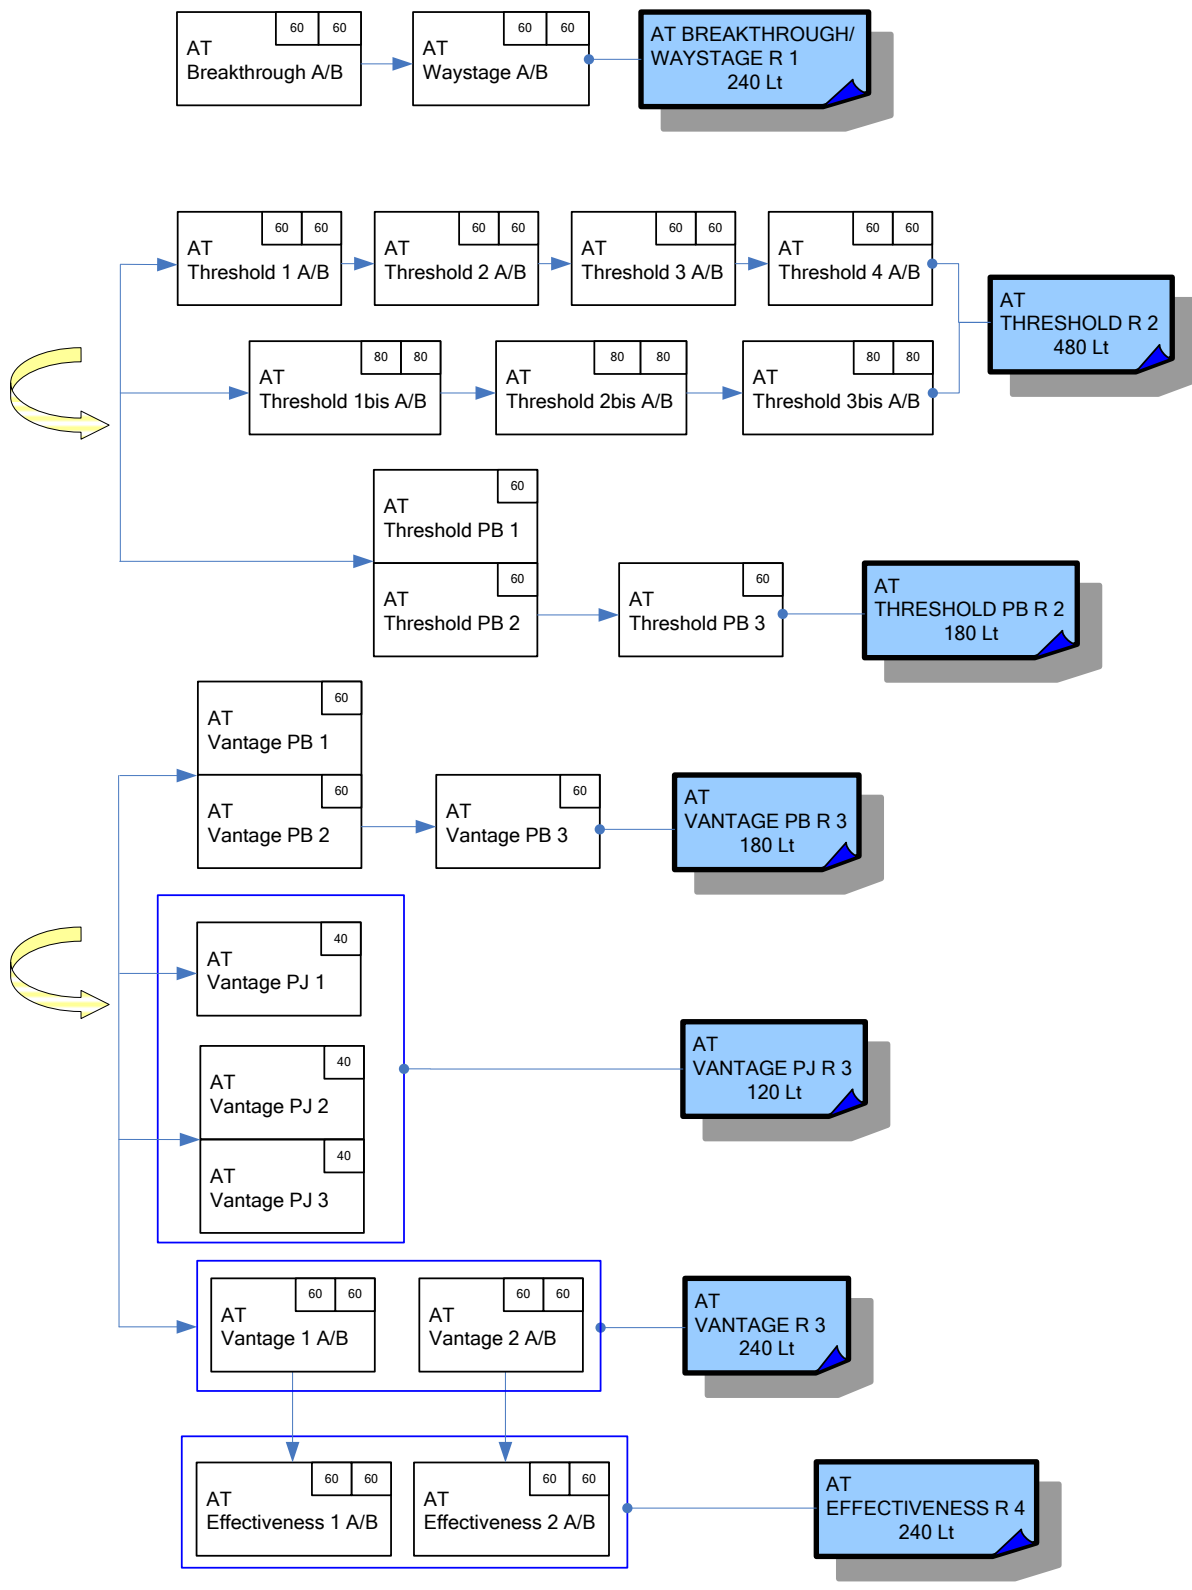 60 60
AT
Breakthrough A/B
60 60
AT
Waystage A/B
AT BREAKTHROUGH/
WAYSTAGE R 1
240 Lt
60 60
AT
Threshold 1 A/B
60 60
AT
Threshold 2 A/B
60 60
AT
Threshold 3 A/B
60 60
AT
Threshold 4 A/B
AT
THRESHOLD R 2
480 Lt
80 80
AT
Threshold 1bis A/B
80 80
AT
Threshold 2bis A/B
80 80
AT
Threshold 3bis A/B
60
AT
Threshold PB 1
60
AT
Threshold PB 2
60
AT
Threshold PB 3
AT
THRESHOLD PB R 2
180 Lt
60
AT
Vantage PB 1
60
AT
Vantage PB 2
60
AT
Vantage PB 3
AT
VANTAGE PB R 3
180 Lt
40
AT
Vantage PJ 1
40
AT
Vantage PJ 2
40
AT
Vantage PJ 3
AT
VANTAGE PJ R 3
120 Lt
60 60
AT
Vantage 1 A/B
60 60
AT
Vantage 2 A/B
AT
VANTAGE R 3
240 Lt
60 60
AT
Effectiveness 1 A/B
60 60
AT
Effectiveness 2 A/B
AT
EFFECTIVENESS R 4
240 Lt